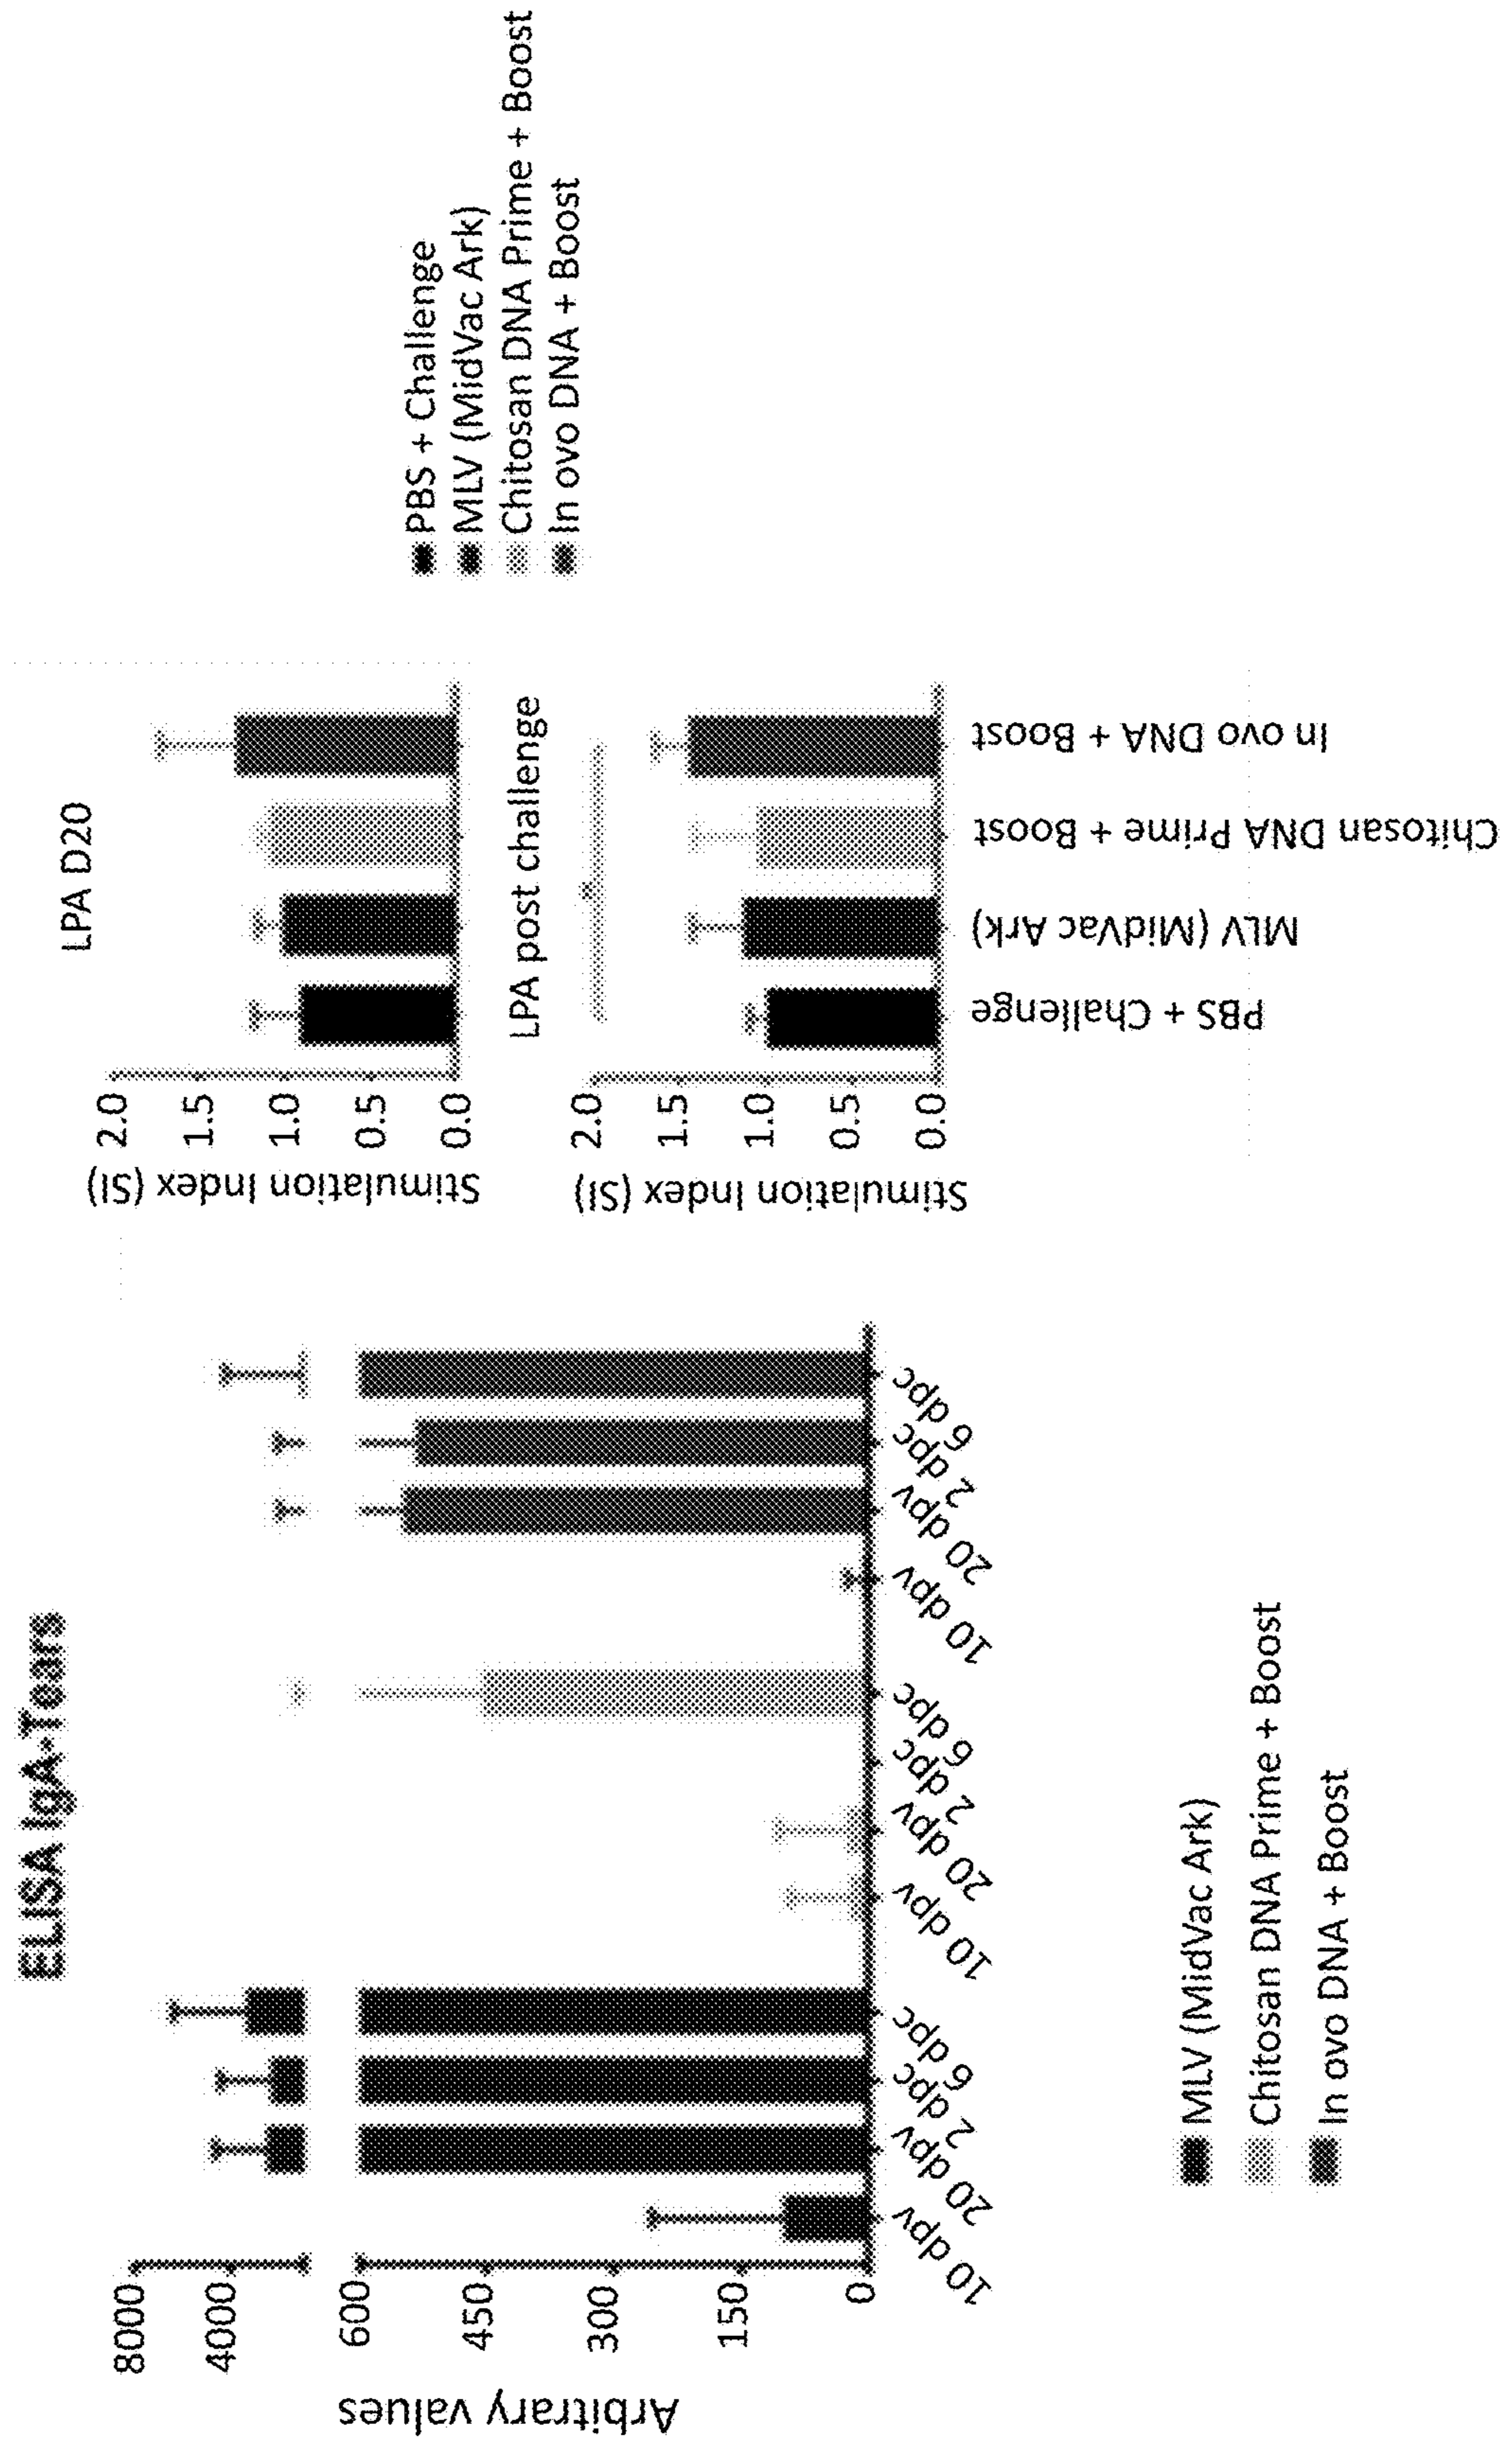 ELISA IgA-Tears
Arbitrary values
8000
4000
600
450
300
150
0
10 dpv
20 dpv
2 dpc
6 dpc
10 dpv
20 dpv
2 dpc
6 dpc
10 dpv
20 dpv
2 dpc
6 dpc
MLV (MidVac Ark)
Chitosan DNA Prime + Boost
In ovo DNA + Boost
LPA D20
Stimulation Index (SI)
2.0
1.5
1.0
0.5
0.0
LPA post challenge
Stimulation Index (SI)
2.0
1.5
1.0
0.5
0.0
*
PBS + Challenge
MLV (MidVac Ark)
Chitosan DNA Prime + Boost
In ovo DNA + Boost
PBS + Challenge
MLV (MidVac Ark)
Chitosan DNA Prime + Boost
In ovo DNA + Boost